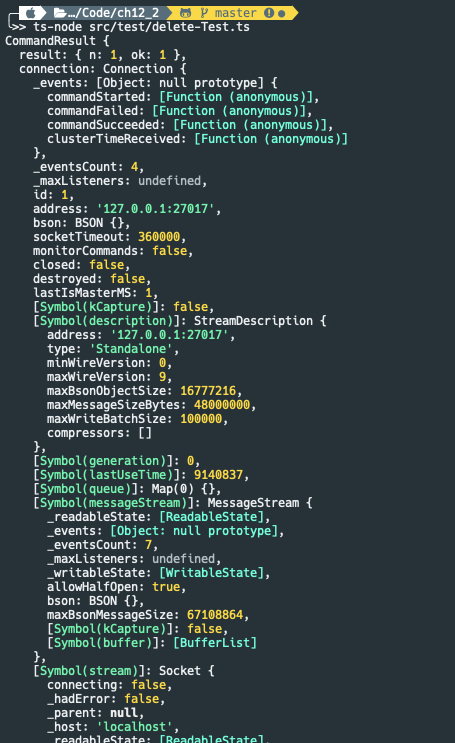 …/Code/ch12_2 master
>> ts-node src/test/delete-Test.ts
CommandResult {
result: { n: 1, ok: 1 },
connection: Connection {
_events: [Object: null prototype] {
commandStarted: [Function (anonymous)],
commandFailed: [Function (anonymous)],
commandSucceeded: [Function (anonymous)],
clusterTimeReceived: [Function (anonymous)]
},
_eventsCount: 4,
_maxListeners: undefined,
id: 1,
address: '127.0.0.1:27017',
bson: BSON {},
socketTimeout: 360000,
monitorCommands: false,
closed: false,
destroyed: false,
lastIsMasterMS: 1,
[Symbol(kCapture)]: false,
[Symbol(description)]: StreamDescription {
address: '127.0.0.1:27017',
type: 'Standalone',
minWireVersion: 0,
maxWireVersion: 9,
maxBsonObjectSize: 16777216,
maxMessageSizeBytes: 48000000,
maxWriteBatchSize: 100000,
compressors: []
},
[Symbol(generation)]: 0,
[Symbol(lastUseTime)]: 9140837,
[Symbol(queue)]: Map(0) {},
[Symbol(messageStream)]: MessageStream {
_readableState: [ReadableState],
_events: [Object: null prototype],
_eventsCount: 7,
_maxListeners: undefined,
_writableState: [WritableState],
allowHalfOpen: true,
bson: BSON {},
maxBsonMessageSize: 67108864,
[Symbol(kCapture)]: false,
[Symbol(buffer)]: [BufferList]
},
[Symbol(stream)]: Socket {
connecting: false,
_hadError: false,
_parent: null,
_host: 'localhost',
_readableState: [ReadableState],